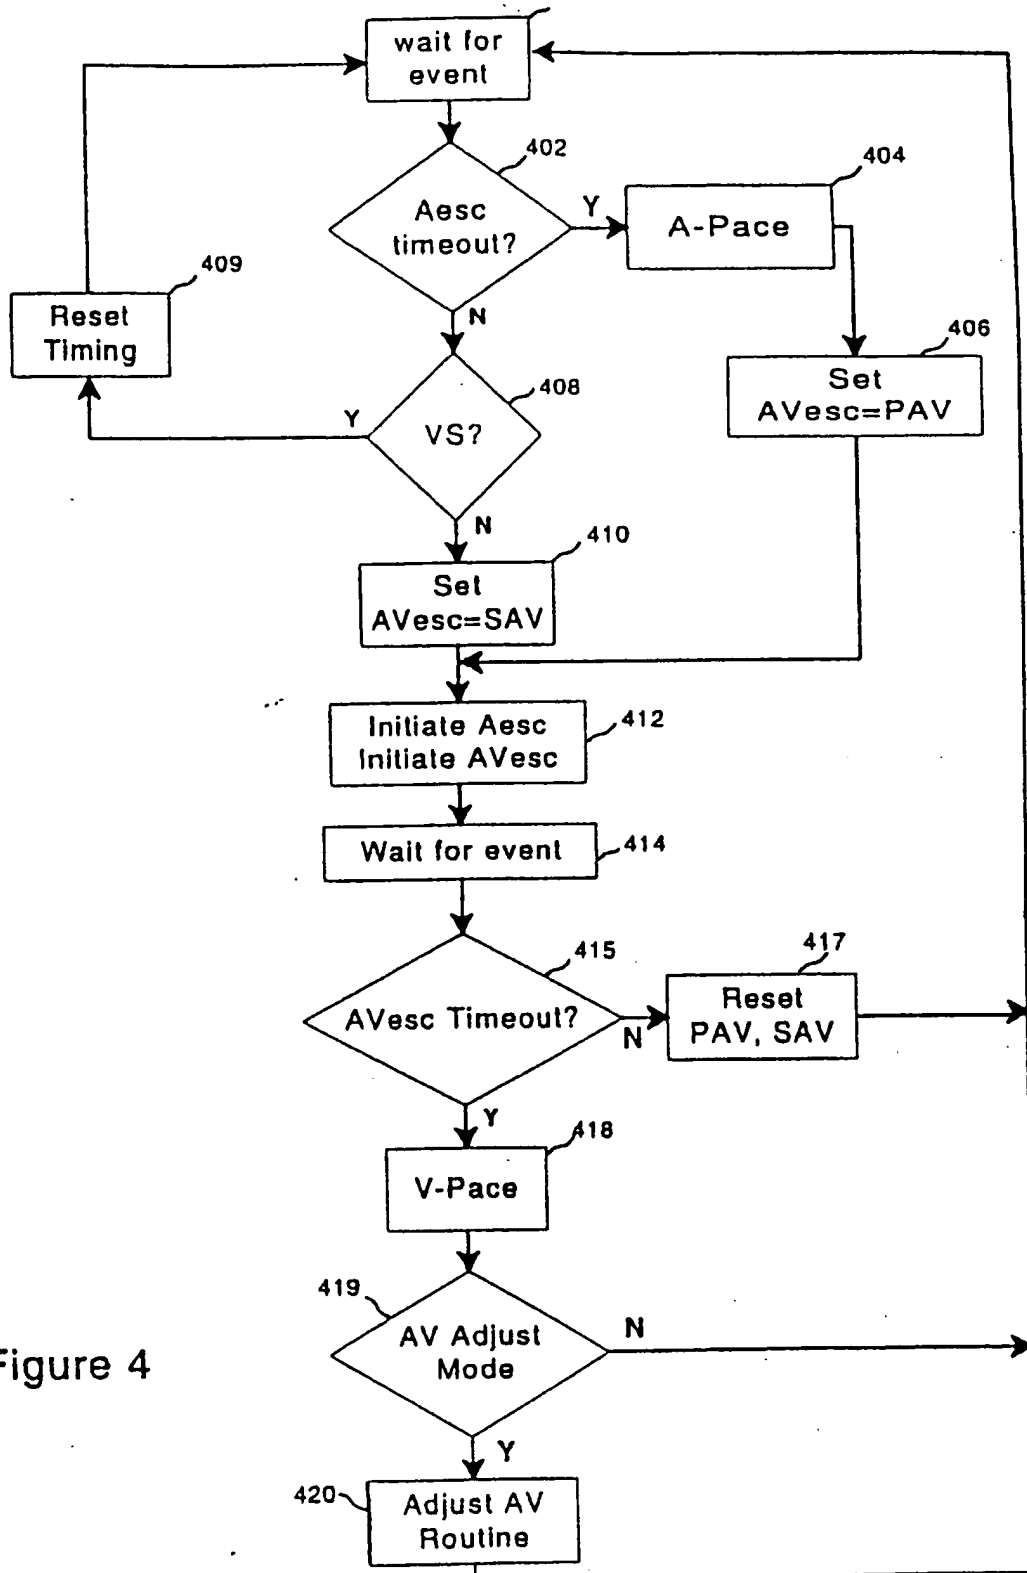 wait for
event
402
Aesc
timeout?
Y
404
A-Pace
N
409
Reset
Timing
406
Set
AVesc=PAV
408
VS?
Y
N
410
Set
AVesc=SAV
412
Initiate Aesc
Initiate AVesc
Wait for event
414
415
AVesc Timeout?
N
417
Reset
PAV, SAV
Y
418
V-Pace
419
AV Adjust
Mode
N
Figure 4
Y
420
Adjust AV
Routine